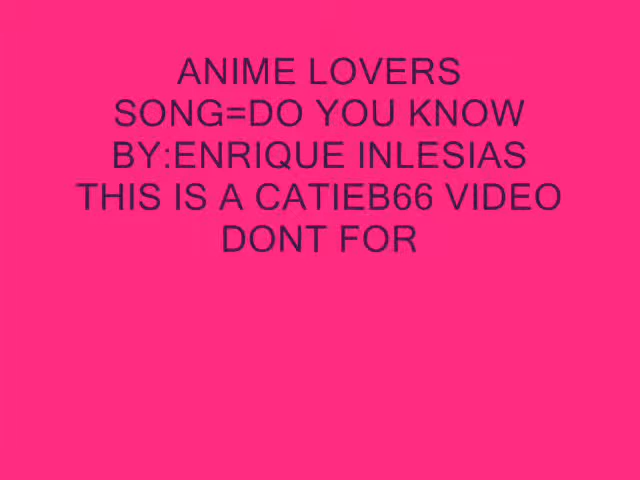 ANIME LOVERS
SONG=DO YOU KNOW
BY:ENRIQUE INLESIAS
THIS IS A CATIEB66 VIDEO
DONT FOR